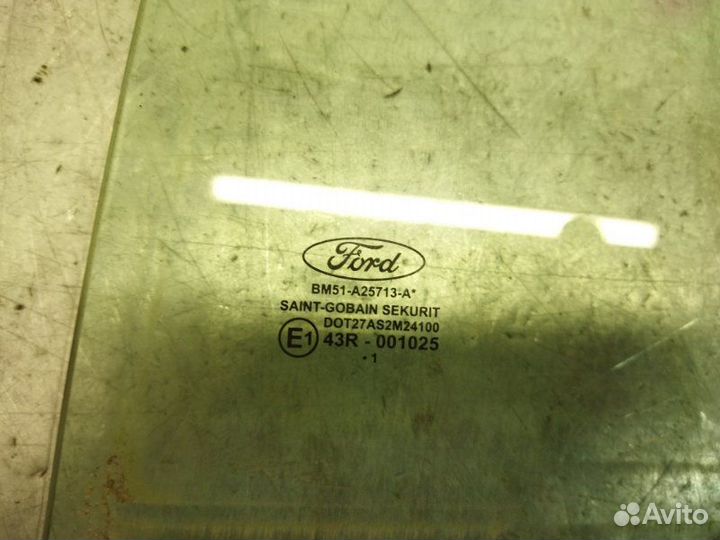 Ford
BM51-A25713-A*
SAINT-GOBAIN SEKURIT
DOT27AS2M24100
E1 43R - 001025
• 1
Avito